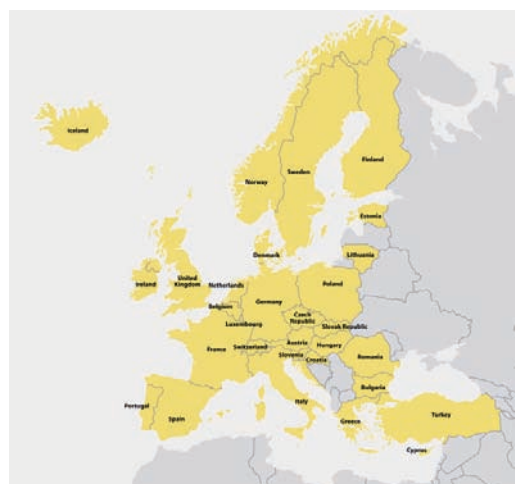 Iceland
Norway
Sweden
Finland
Estonia
Denmark
Lithuania
Ireland
United
Kingdom
Netherlands
Belgium
Germany
Poland
Luxembourg
Czech
Republic
Slovak Republic
France
Switzerland
Austria
Hungary
Slovenia
Croatia
Romania
Bulgaria
Portugal
Spain
Italy
Greece
Turkey
Cyprus